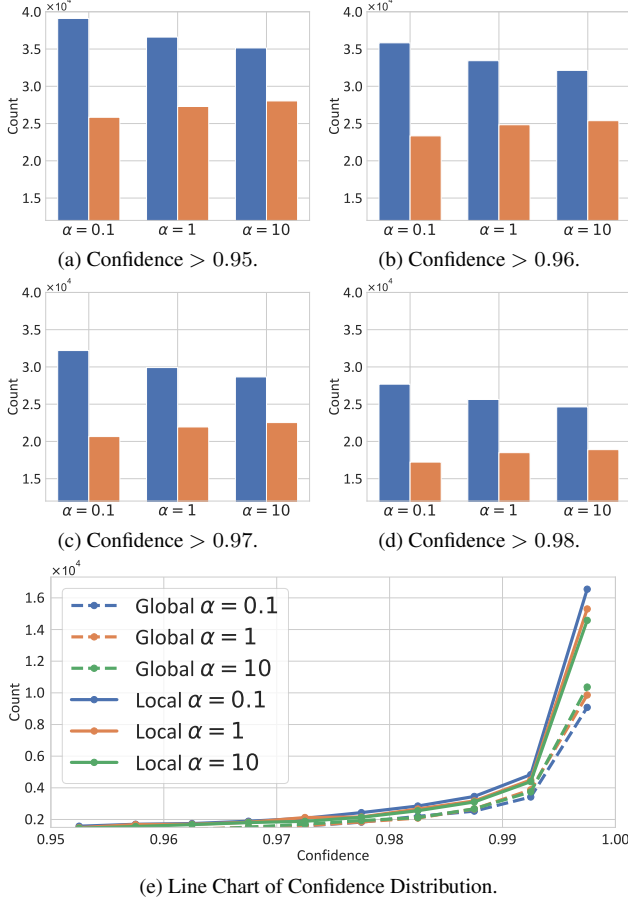 ×10⁴
×10⁴
4.0
3.5
3.0
2.5
2.0
1.5
Count
α = 0.1
α = 1
α = 10
4.0
3.5
3.0
2.5
2.0
1.5
Count
α = 0.1
α = 1
α = 10
(a) Confidence > 0.95.
(b) Confidence > 0.96.
×10⁴
4.0
3.0
2.5
2.0
1.5
Count
α = 0.1
α = 1
α = 10
×10⁴
4.0
3.0
2.5
2.0
1.5
Count
α = 0.1
α = 1
α = 10
(c) Confidence > 0.97.
(d) Confidence > 0.98.
×10⁴
1.6
1.4
1.2
1.0
0.8
0.6
0.4
0.2
Count
Global α = 0.1
Global α = 1
Global α = 10
Local α = 0.1
Local α = 1
Local α = 10
0.95
0.96
0.97
0.98
0.99
1.00
Confidence
(e) Line Chart of Confidence Distribution.